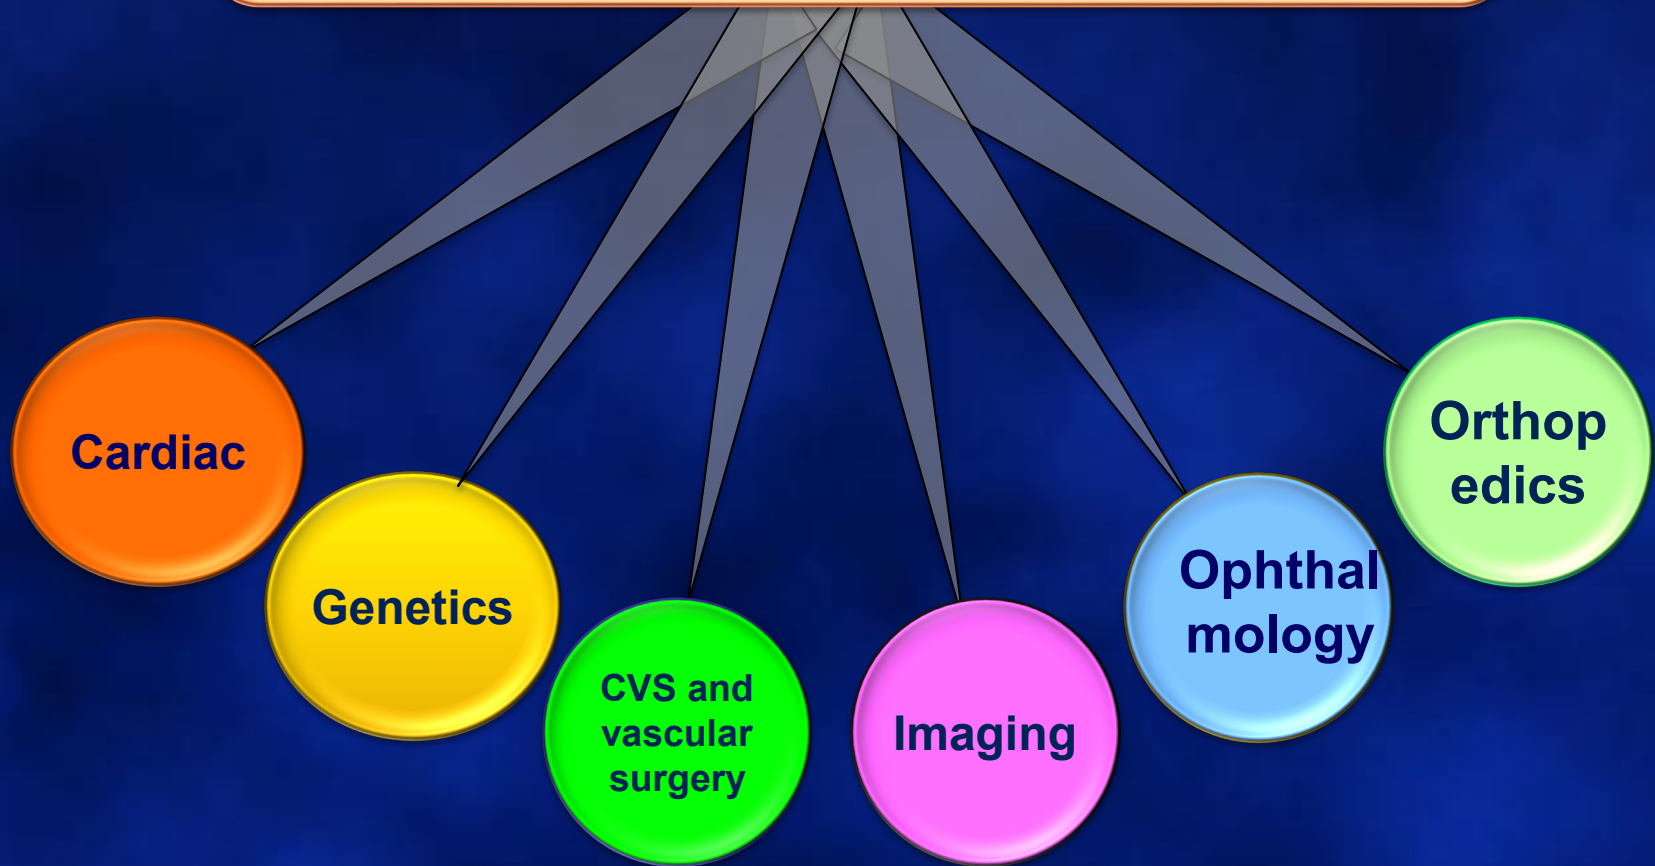 Cardiac
Genetics
CVS and
vascular
surgery
Imaging
Ophthal
mology
Orthop
edics